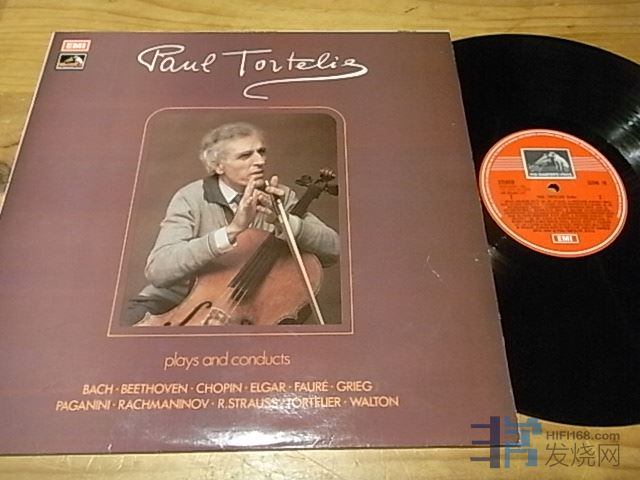 EMI
Paul Tortelier
plays and conducts
BACH · BEETHOVEN · CHOPIN · ELGAR · FAURÉ · GRIEG
PAGANINI · RACHMANINOV · R.STRAUSS · TORTELIER · WALTON
STEREO
EMI
HIFI168.com
发烧网